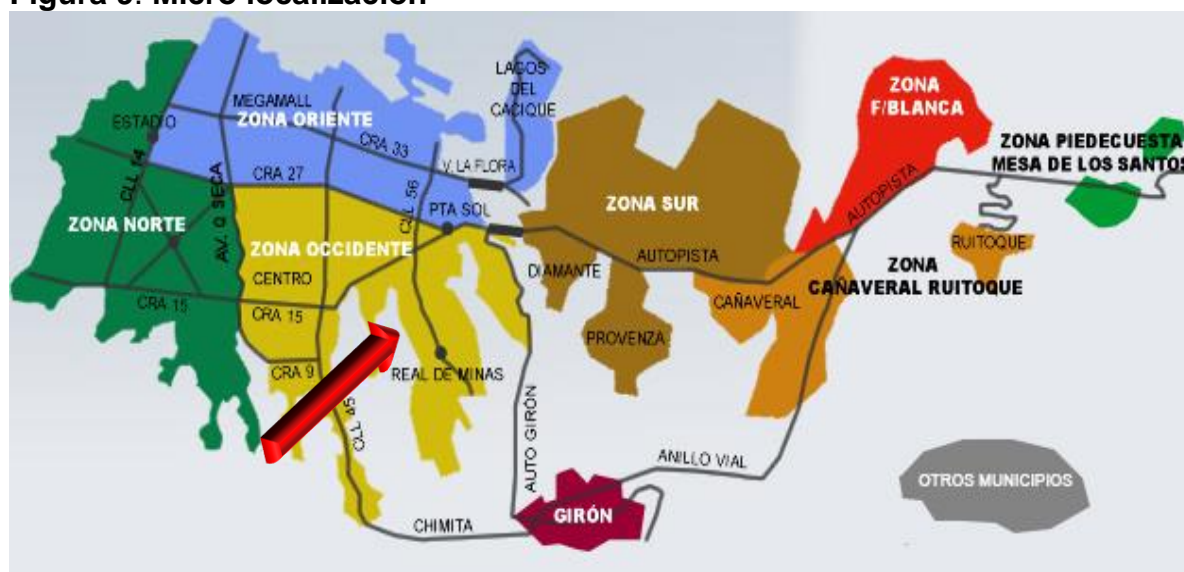 Figura 9. Micro localización
LAGOS
DEL
CACIQUE
ZONA
F/BLANCA
MEGAMALL
ESTADIO
ZONA ORIENTE
CRA 33
ZONA PIEDECUESTA
MESA DE LOS SANTOS
CLL 14
CRA 27
V. LA FLORA
AV. Q SECA
CLL 56
PTA SOL
ZONA SUR
AUTOPISTA
ZONA NORTE
ZONA OCCIDENTE
RUITOQUE
AUTOPISTA
DIAMANTE
ZONA
CAÑAVERAL RUITOQUE
CENTRO
CAÑAVERAL
CRA 15
CRA 15
PROVENZA
CRA 9
REAL DE MINAS
CLL 45
AUTO GIRÓN
ANILLO VIAL
OTROS MUNICIPIOS
GIRÓN
CHIMITA